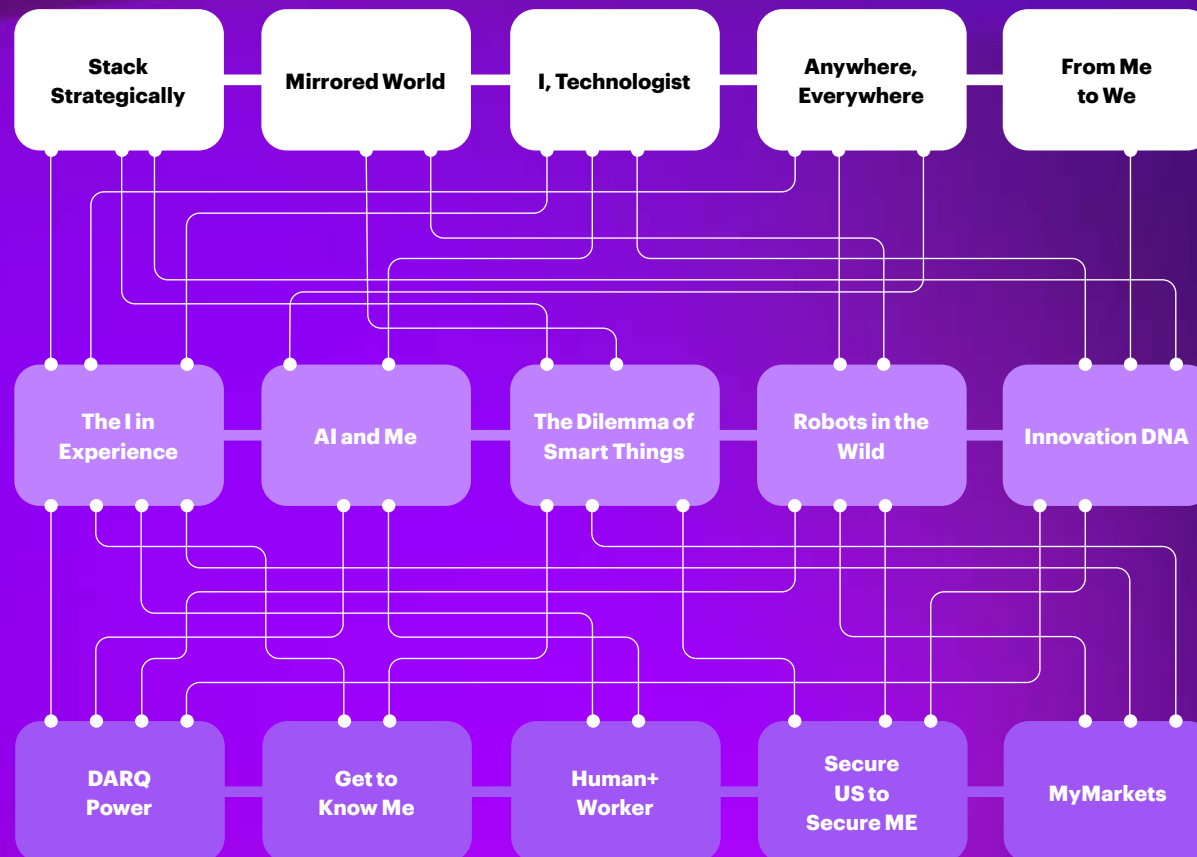 Stack
Strategically
Mirrored World
I, Technologist
Anywhere,
Everywhere
From Me
to We
The I in
Experience
AI and Me
The Dilemma of
Smart Things
Robots in the
Wild
Innovation DNA
DARQ
Power
Get to
Know Me
Human+
Worker
Secure
US to
Secure ME
MyMarkets